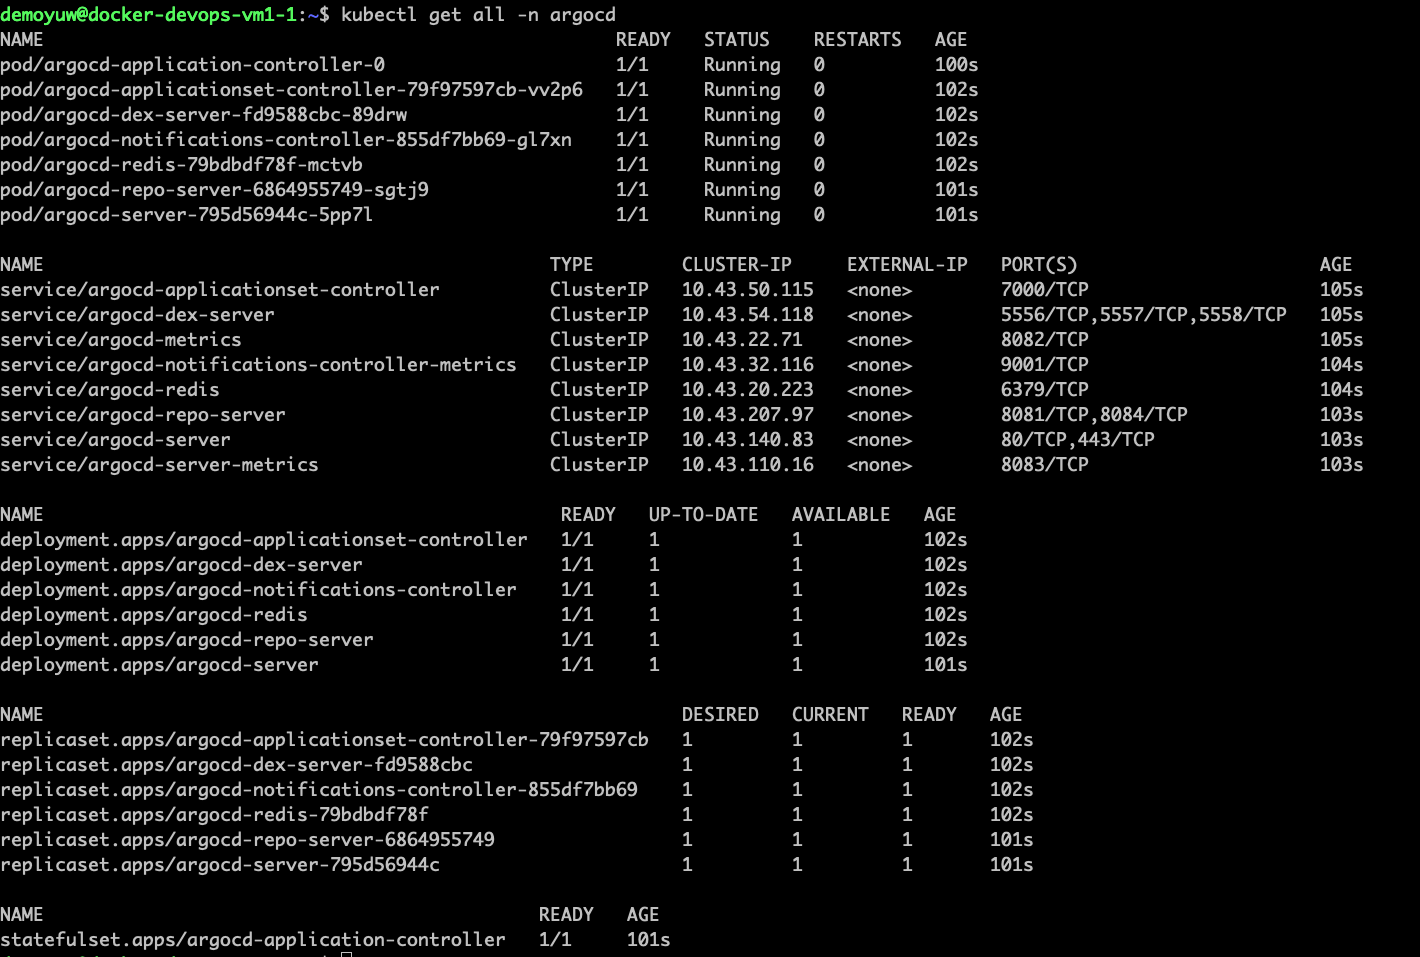 demoyuw@docker-devops-vm1-1:~$ kubectl get all -n argocd
NAME READY STATUS RESTARTS AGE
pod/argocd-application-controller-0 1/1 Running 0 100s
pod/argocd-applicationset-controller-79f97597cb-vv2p6 1/1 Running 0 102s
pod/argocd-dex-server-fd9588cbc-89drw 1/1 Running 0 102s
pod/argocd-notifications-controller-855df7bb69-gl7xn 1/1 Running 0 102s
pod/argocd-redis-79bdbdf78f-mctvb 1/1 Running 0 102s
pod/argocd-repo-server-6864955749-sgtj9 1/1 Running 0 101s
pod/argocd-server-795d56944c-5pp7l 1/1 Running 0 101s
NAME TYPE CLUSTER-IP EXTERNAL-IP PORT(S) AGE
service/argocd-applicationset-controller ClusterIP 10.43.50.115 <none> 7000/TCP 105s
service/argocd-dex-server ClusterIP 10.43.54.118 <none> 5556/TCP,5557/TCP,5558/TCP 105s
service/argocd-metrics ClusterIP 10.43.22.71 <none> 8082/TCP 105s
service/argocd-notifications-controller-metrics ClusterIP 10.43.32.116 <none> 9001/TCP 104s
service/argocd-redis ClusterIP 10.43.20.223 <none> 6379/TCP 104s
service/argocd-repo-server ClusterIP 10.43.207.97 <none> 8081/TCP,8084/TCP 103s
service/argocd-server ClusterIP 10.43.140.83 <none> 80/TCP,443/TCP 103s
service/argocd-server-metrics ClusterIP 10.43.110.16 <none> 8083/TCP 103s
NAME READY UP-TO-DATE AVAILABLE AGE
deployment.apps/argocd-applicationset-controller 1/1 1 1 102s
deployment.apps/argocd-dex-server 1/1 1 1 102s
deployment.apps/argocd-notifications-controller 1/1 1 1 102s
deployment.apps/argocd-redis 1/1 1 1 102s
deployment.apps/argocd-repo-server 1/1 1 1 102s
deployment.apps/argocd-server 1/1 1 1 101s
NAME DESIRED CURRENT READY AGE
replicaset.apps/argocd-applicationset-controller-79f97597cb 1 1 1 102s
replicaset.apps/argocd-dex-server-fd9588cbc 1 1 1 102s
replicaset.apps/argocd-notifications-controller-855df7bb69 1 1 1 102s
replicaset.apps/argocd-redis-79bdbdf78f 1 1 1 102s
replicaset.apps/argocd-repo-server-6864955749 1 1 1 101s
replicaset.apps/argocd-server-795d56944c 1 1 1 101s
NAME READY AGE
statefulset.apps/argocd-application-controller 1/1 101s